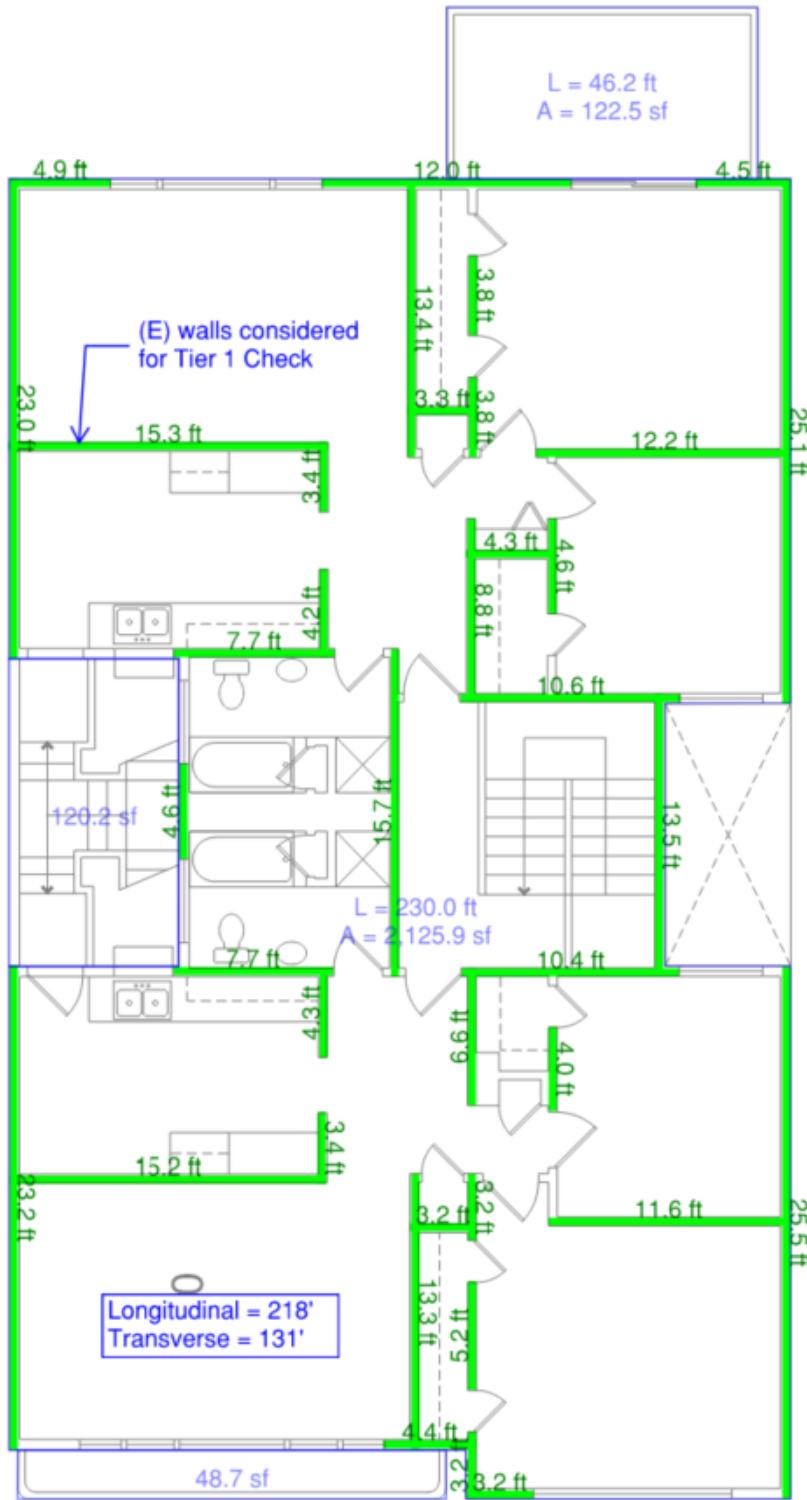 L = 46.2 ft
A = 122.5 sf
4.9 ft
12.0 ft
4.5 ft
(E) walls considered
for Tier 1 Check
13.4 ft
3.8 ft
23.0 ft
15.3 ft
3.3 ft
3.8 ft
12.2 ft
25.1 ft
3.4 ft
4.3 ft
4.6 ft
8.8 ft
4.2 ft
7.7 ft
10.6 ft
120.2 sf
4.6 ft
15.7 ft
13.5 ft
L = 230.0 ft
A = 2,125.9 sf
7.7 ft
10.4 ft
4.3 ft
6.6 ft
4.0 ft
3.4 ft
15.2 ft
23.2 ft
3.2 ft
3.2 ft
11.6 ft
25.5 ft
0
Longitudinal = 218'
Transverse = 131'
13.3 ft
5.2 ft
4.4 ft
3.2 ft
3.2 ft
48.7 sf